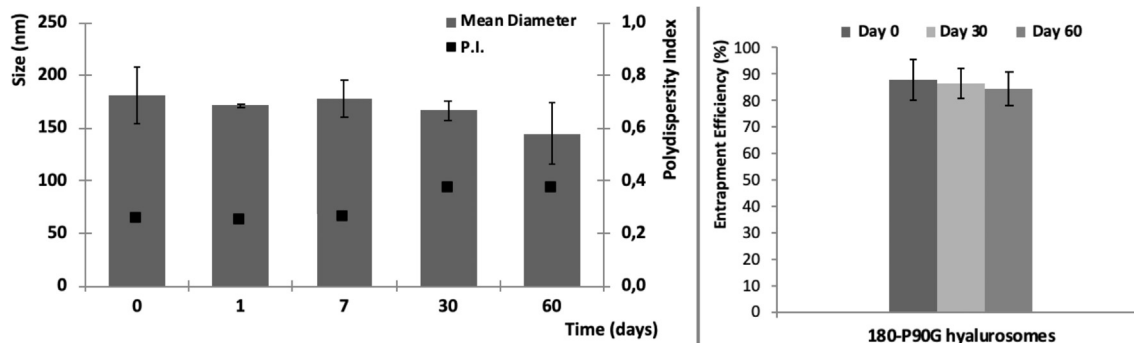 Size (nm)
250
200
150
100
50
0
Mean Diameter
P.I.
1,0
0,8
0,6
0,4
0,2
0,0
Polydispersity Index
0 1 7 30 60
Time (days)
Day 0 Day 30 Day 60
Entrapment Efficiency (%)
100
90
80
70
60
50
40
30
20
10
0
180-P90G hyalurosomes